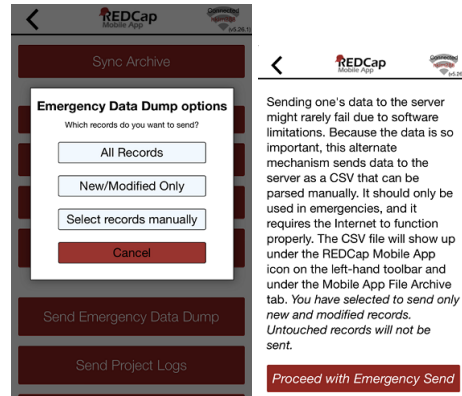 REDCap
Mobile App
Connected
(v5.26.1)
Sync Archive
Emergency Data Dump options
Which records do you want to send?
All Records
New/Modified Only
Select records manually
Cancel
Send Emergency Data Dump
Send Project Logs
REDCap
Mobile App
Connected
Sending one's data to the server
might rarely fail due to software
limitations. Because the data is so
important, this alternate
mechanism sends data to the
server as a CSV that can be
parsed manually. It should only be
used in emergencies, and it
requires the Internet to function
properly. The CSV file will show up
under the REDCap Mobile App
icon on the left-hand toolbar and
under the Mobile App File Archive
tab. You have selected to send only
new and modified records.
Untouched records will not be
sent.
Proceed with Emergency Send